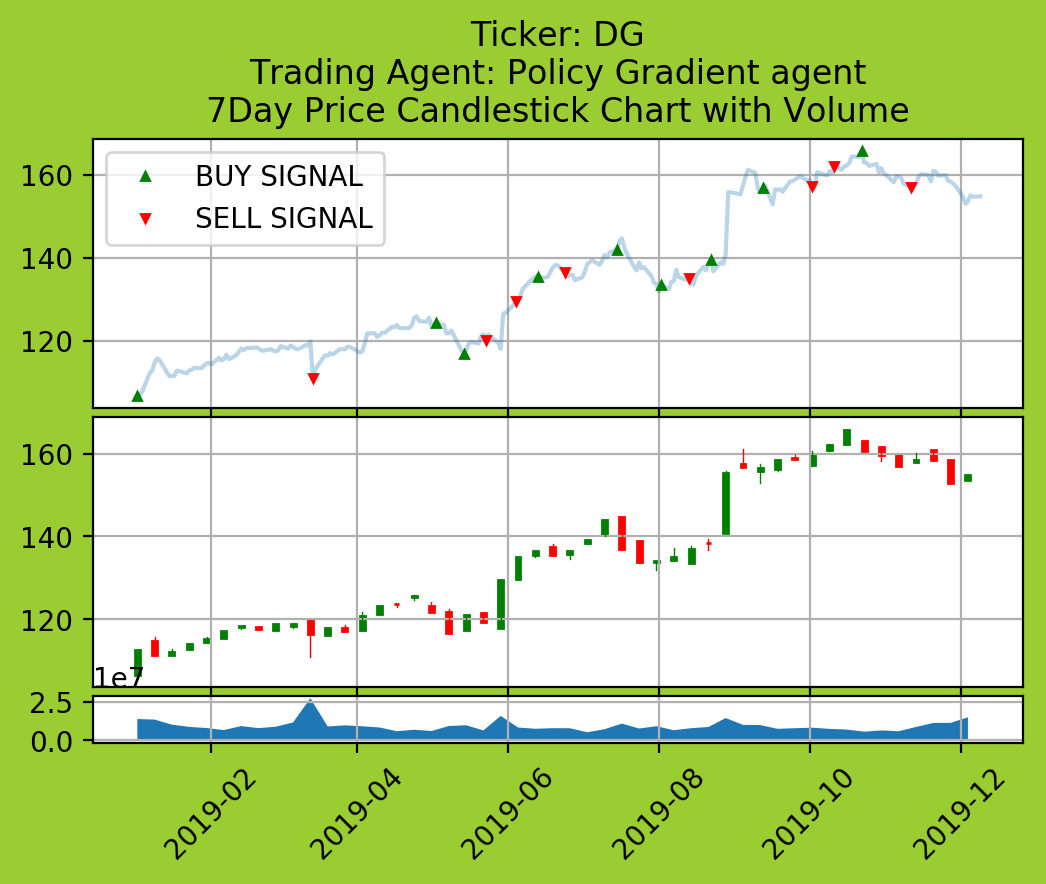 Ticker: DG
Trading Agent: Policy Gradient agent
7Day Price Candlestick Chart with Volume
BUY SIGNAL
SELL SIGNAL
160
140
120
160
140
120
1e7
2.5
0.0
2019-02
2019-04
2019-06
2019-08
2019-10
2019-12